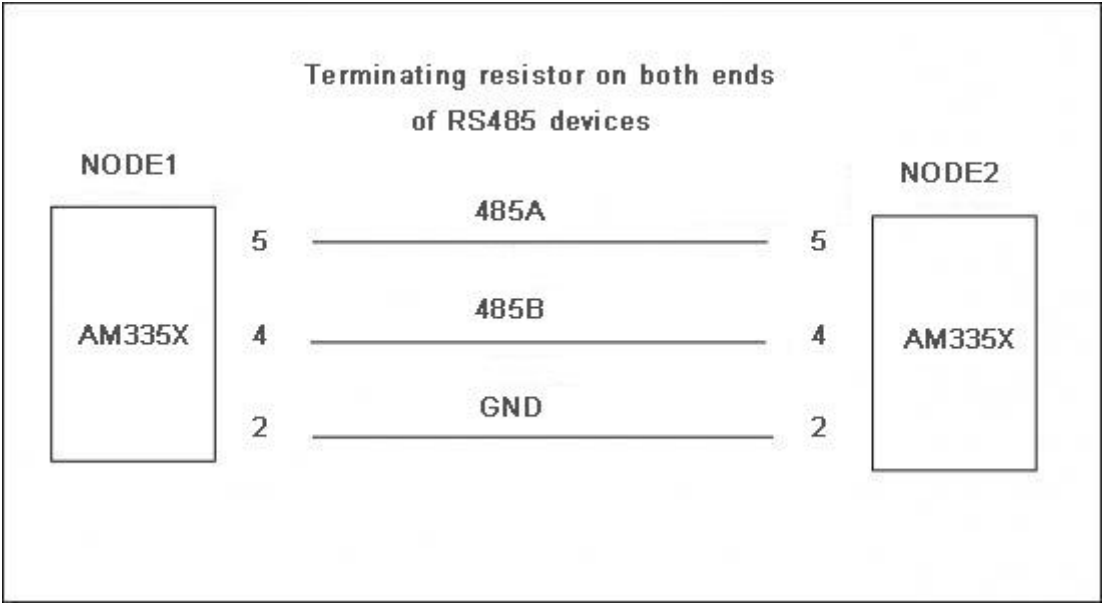 Terminating resistor on both ends
of RS485 devices
NODE1
NODE2
485A
5
5
485B
AM335X
4
4
AM335X
GND
2
2